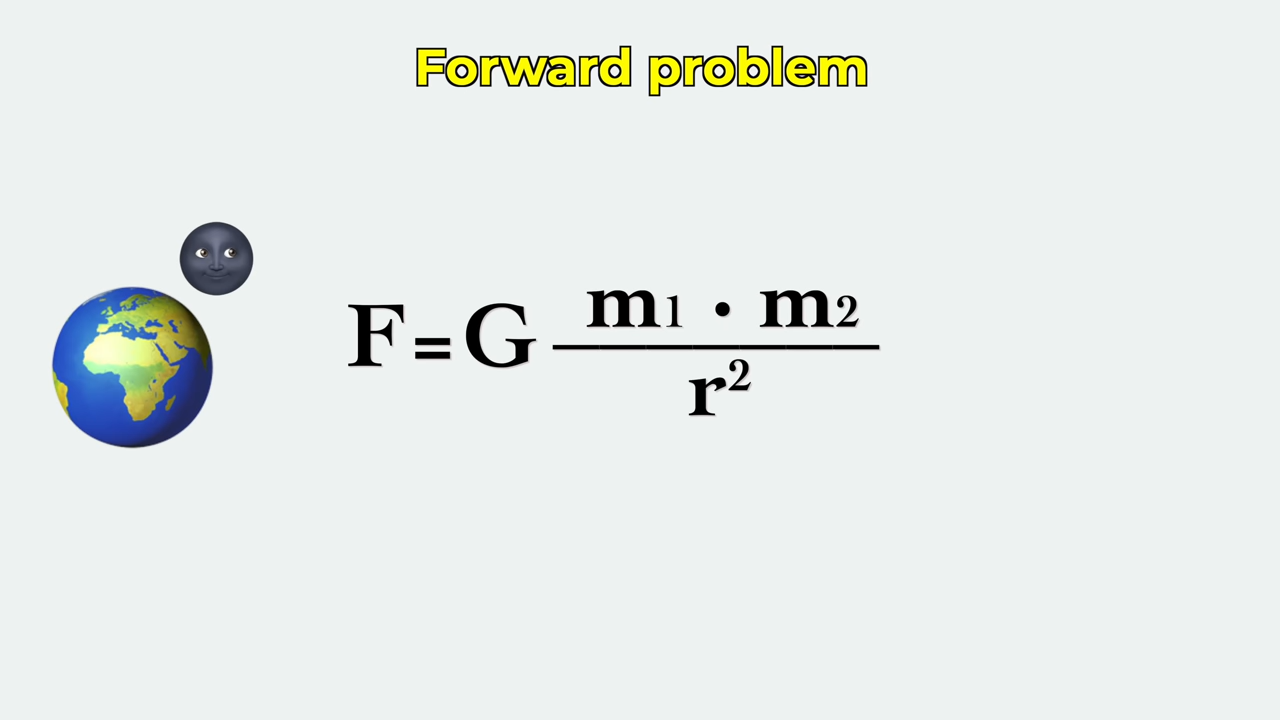 Forward problem
F = G m₁ · m₂
r²